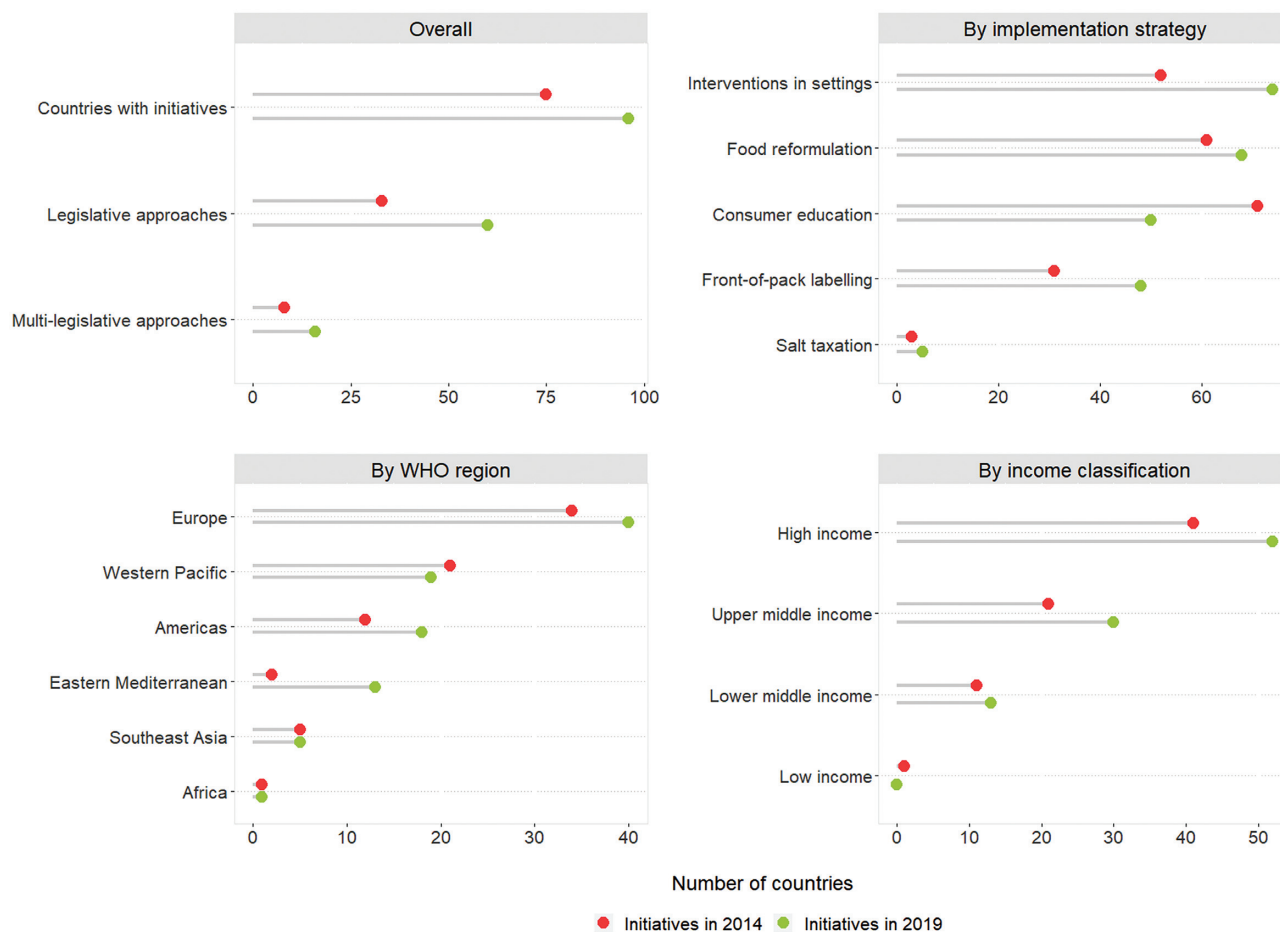 Overall
Countries with initiatives
Legislative approaches
Multi-legislative approaches
0 25 50 75 100
By implementation strategy
Interventions in settings
Food reformulation
Consumer education
Front-of-pack labelling
Salt taxation
0 20 40 60
By WHO region
Europe
Western Pacific
Americas
Eastern Mediterranean
Southeast Asia
Africa
0 10 20 30 40
By income classification
High income
Upper middle income
Lower middle income
Low income
0 10 20 30 40 50
Number of countries
Initiatives in 2014 Initiatives in 2019